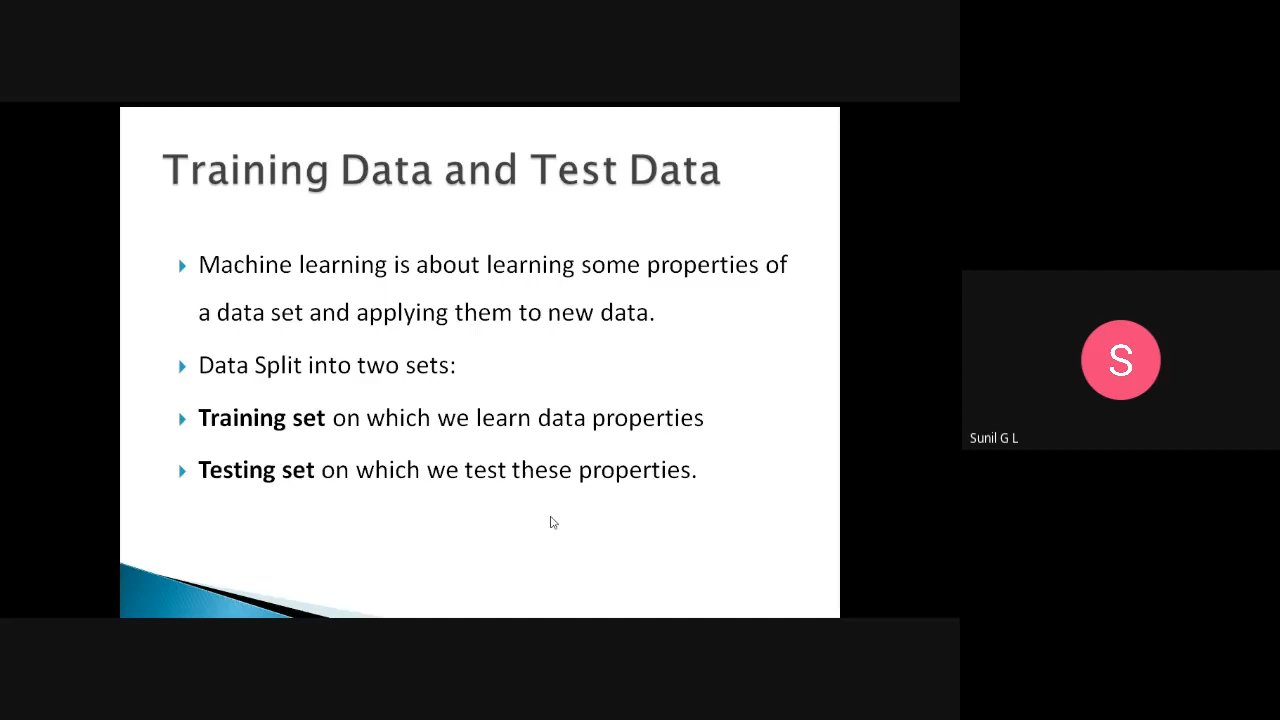 Training Data and Test Data
Machine learning is about learning some properties of
a data set and applying them to new data.
Data Split into two sets:
Training set on which we learn data properties
Testing set on which we test these properties.
S
Sunil G L